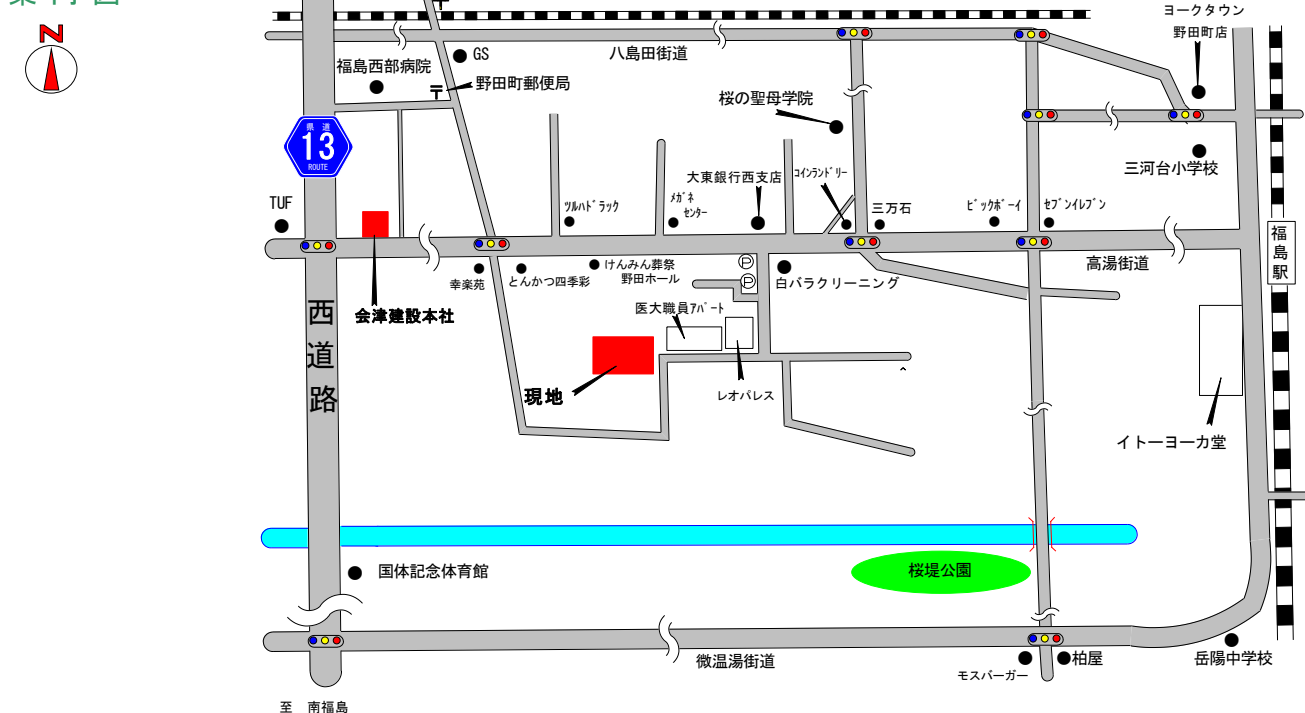 案内図
N
ヨークタウン
野田町店
GS
八島田街道
福島西部病院
〒
野田町郵便局
桜の聖母学院
県道
13
ROUTE
三河台小学校
大東銀行西支店
コインランドリー
TUF
ツルハドラック
メガネ
センター
三万石
ビックボーイ
セブンイレブン
福島駅
高湯街道
幸楽苑
とんかつ四季彩
けんみん葬祭
野田ホール
P
P
白バラクリーニング
西道路
会津建設本社
医大職員アパート
現地
レオパレス
イトーヨーカ堂
国体記念体育館
桜堤公園
微温湯街道
モスバーガー
柏屋
岳陽中学校
至 南福島